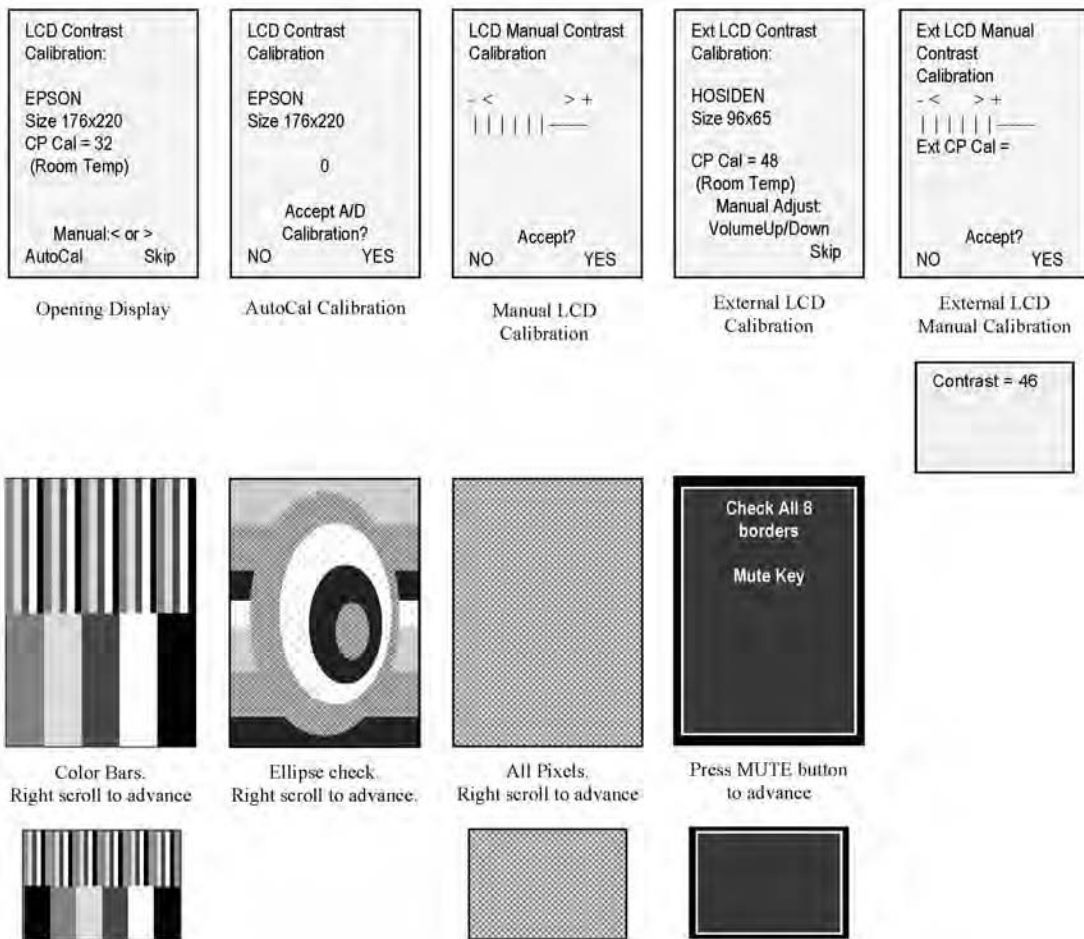 LCD Contrast
Calibration:
EPSON
Size 176x220
CP Cal = 32
(Room Temp)
Manual:< or >
AutoCal Skip
Opening Display
LCD Contrast
Calibration
EPSON
Size 176x220
0
Accept A/D
Calibration?
NO YES
AutoCal Calibration
LCD Manual Contrast
Calibration
- < > +
Accept?
NO YES
Manual LCD
Calibration
Ext LCD Contrast
Calibration:
HOSIDEN
Size 96x65
CP Cal = 48
(Room Temp)
Manual Adjust:
VolumeUp/Down
Skip
External LCD
Calibration
Ext LCD Manual
Contrast
Calibration
- < > +
Ext CP Cal =
Accept?
NO YES
External LCD
Manual Calibration
Contrast = 46
Color Bars.
Right scroll to advance
Ellipse check.
Right scroll to advance.
All Pixels.
Right scroll to advance
Check All 8
borders
Mute Key
Press MUTE button
to advance